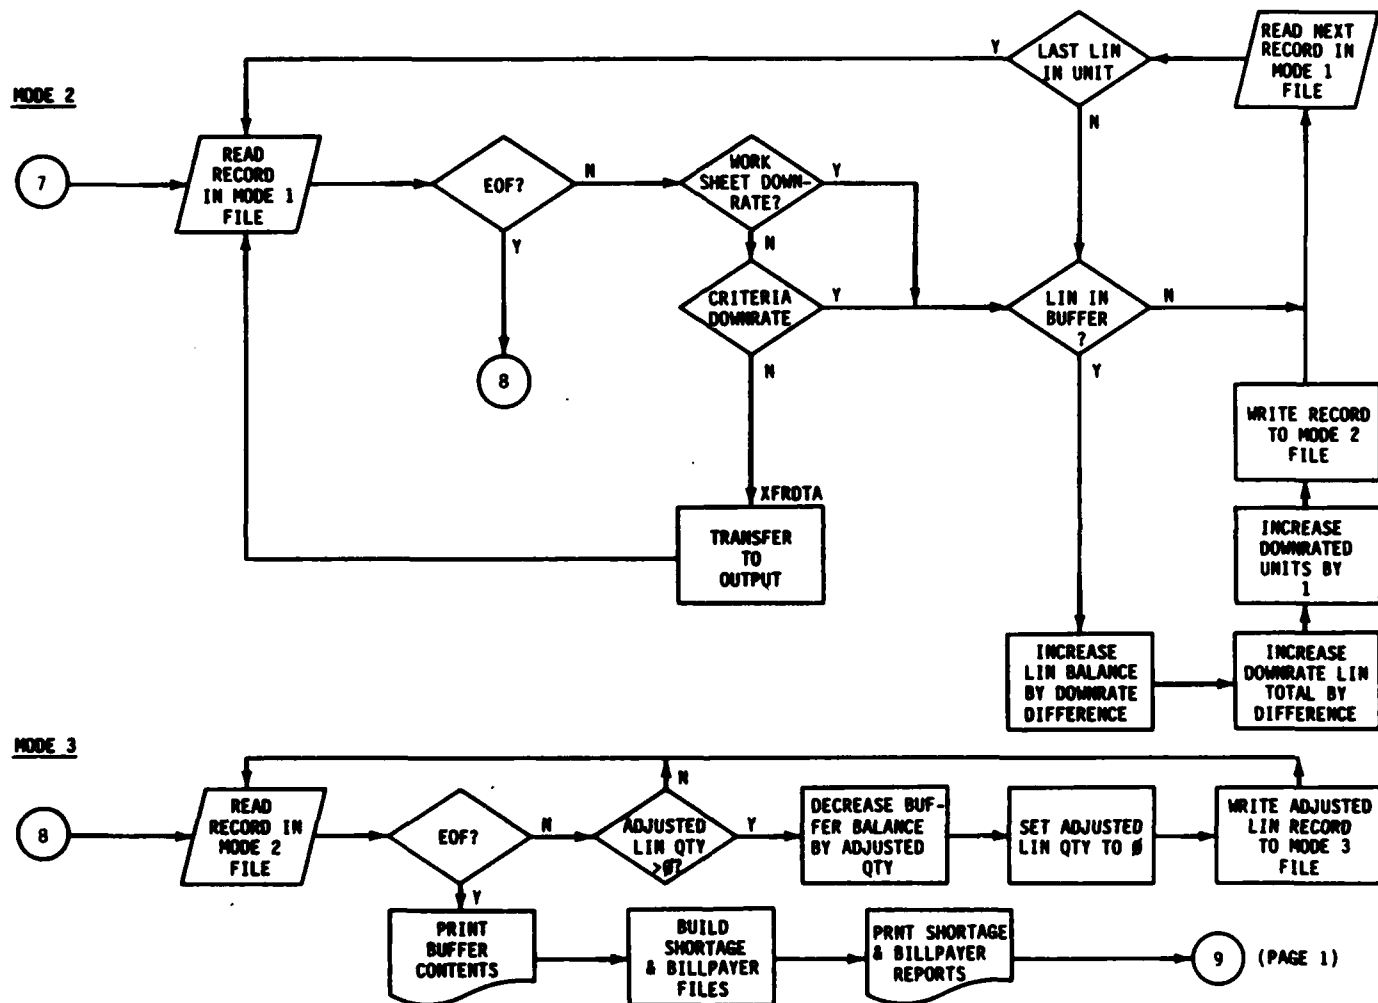 MODE 2
7
READ
RECORD
IN MODE 1
FILE
EOF?
N
Y
8
WORK
SHEET DOWN-
RATE?
Y
N
CRITERIA
DOWNRATE
Y
N
XFRDTA
TRANSFER
TO
OUTPUT
LAST LIN
IN UNIT
Y
N
READ NEXT
RECORD IN
MODE 1
FILE
LIN IN
BUFFER
?
N
Y
INCREASE
LIN BALANCE
BY DOWNRATE
DIFFERENCE
INCREASE
DOWNRATE LIN
TOTAL BY
DIFFERENCE
INCREASE
DOWNRATED
UNITS BY
1
WRITE RECORD
TO MODE 2
FILE
MODE 3
8
READ
RECORD IN
MODE 2
FILE
EOF?
N
Y
ADJUSTED
LIN QTY
>Ø?
N
Y
DECREASE BUF-
FER BALANCE
BY ADJUSTED
QTY
SET ADJUSTED
LIN QTY TO Ø
WRITE ADJUSTED
LIN RECORD
TO MODE 3
FILE
PRINT
BUFFER
CONTENTS
BUILD
SHORTAGE
& BILLPAYER
FILES
PRNT SHORTAGE
& BILLPAYER
REPORTS
9 (PAGE 1)